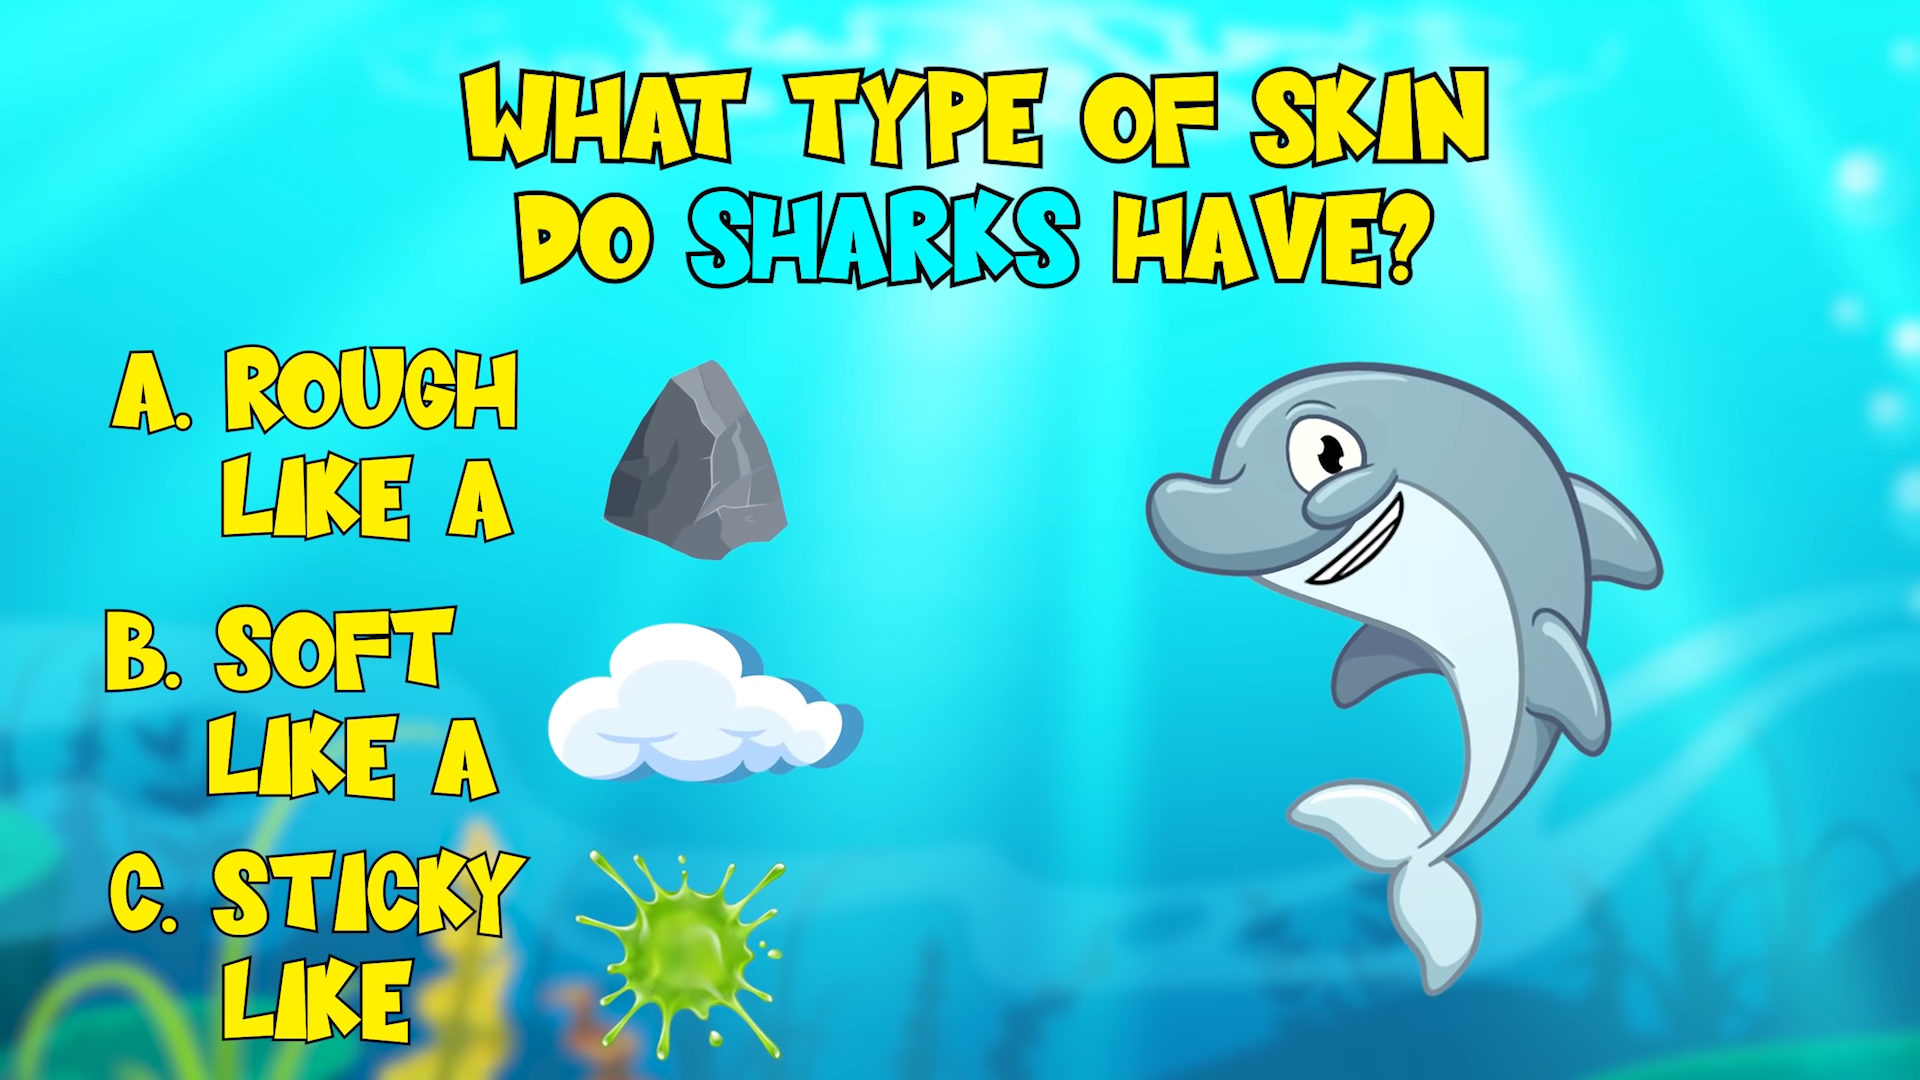 WHAT TYPE OF SKIN
DO SHARKS HAVE?
A. ROUGH
LIKE A
B. SOFT
LIKE A
C. STICKY
LIKE